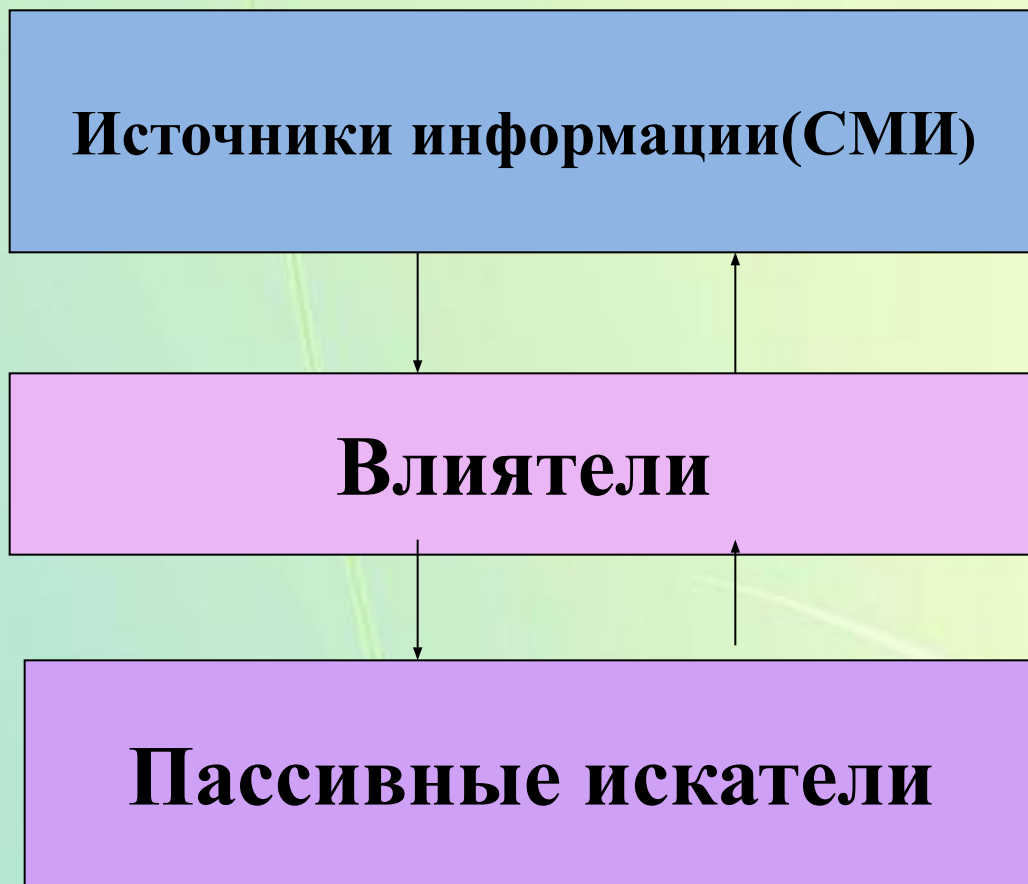 Источники информации(СМИ)
Влиятели
Пассивные искатели